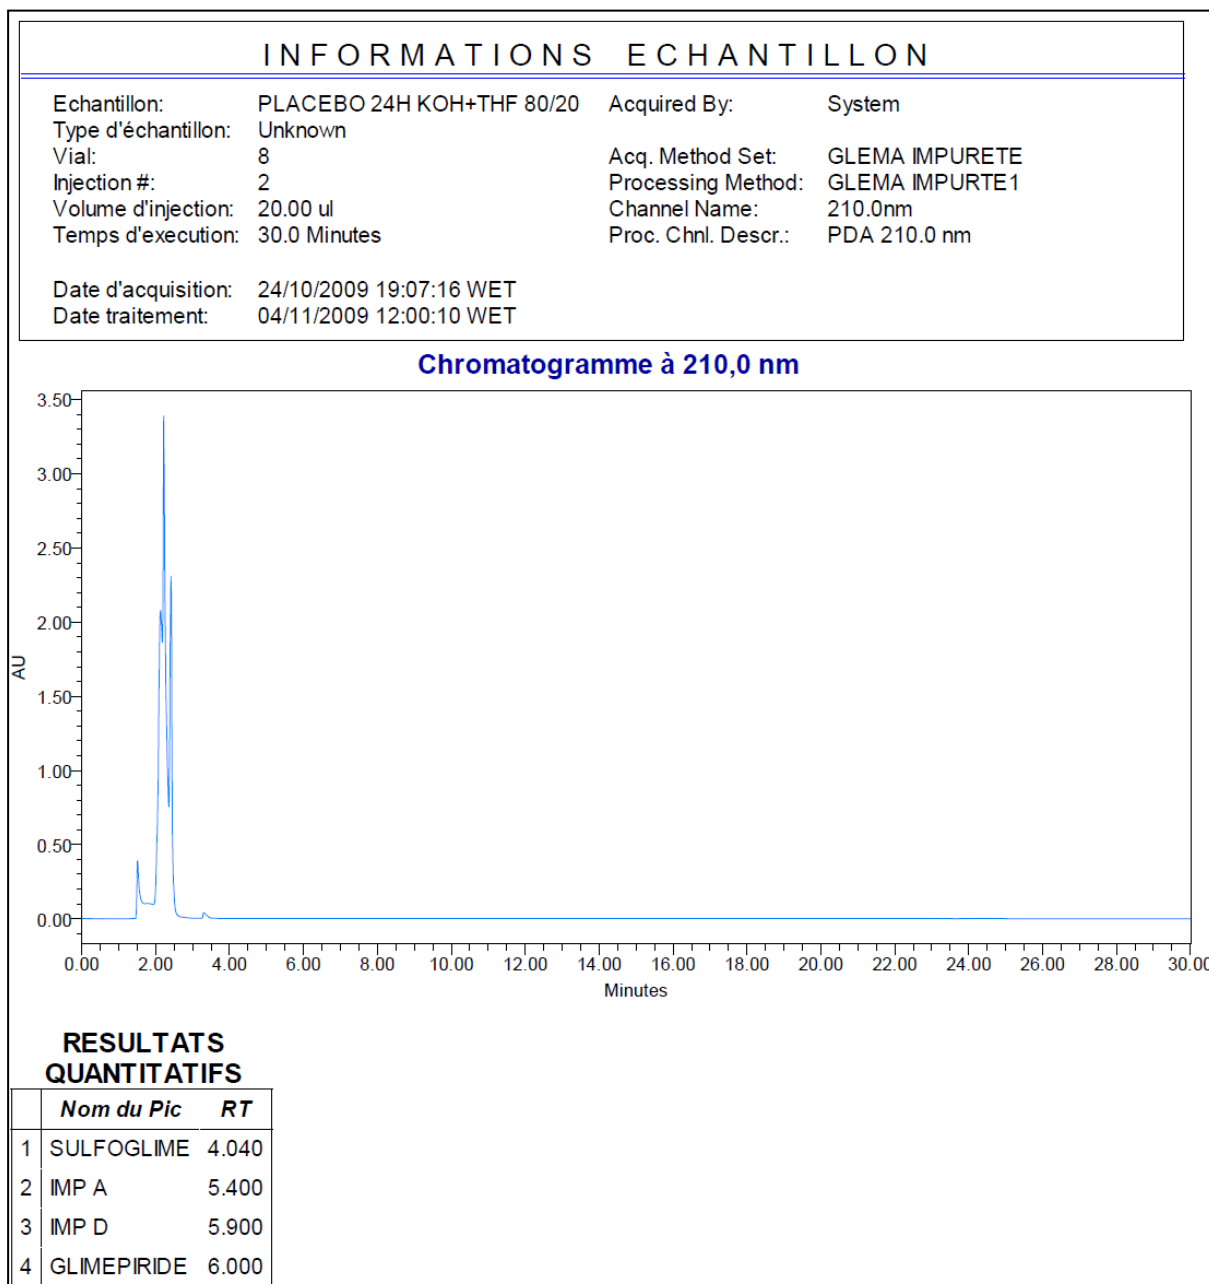 INFORMATIONS ECHANTILLON
Echantillon: PLACEBO 24H KOH+THF 80/20 Acquired By: System
Type d'échantillon: Unknown
Vial: 8 Acq. Method Set: GLEMA IMPURETE
Injection #: 2 Processing Method: GLEMA IMPURTE1
Volume d'injection: 20.00 ul Channel Name: 210.0nm
Temps d'execution: 30.0 Minutes Proc. Chnl. Descr.: PDA 210.0 nm
Date d'acquisition: 24/10/2009 19:07:16 WET
Date traitement: 04/11/2009 12:00:10 WET
Chromatogramme à 210,0 nm
3.50
3.00
2.50
2.00
AU
1.50
1.00
0.50
0.00
0.00 2.00 4.00 6.00 8.00 10.00 12.00 14.00 16.00 18.00 20.00 22.00 24.00 26.00 28.00 30.00
Minutes
RESULTATS
QUANTITATIFS
Nom du Pic RT
1 SULFOGLIME 4.040
2 IMP A 5.400
3 IMP D 5.900
4 GLIMEPIRIDE 6.000